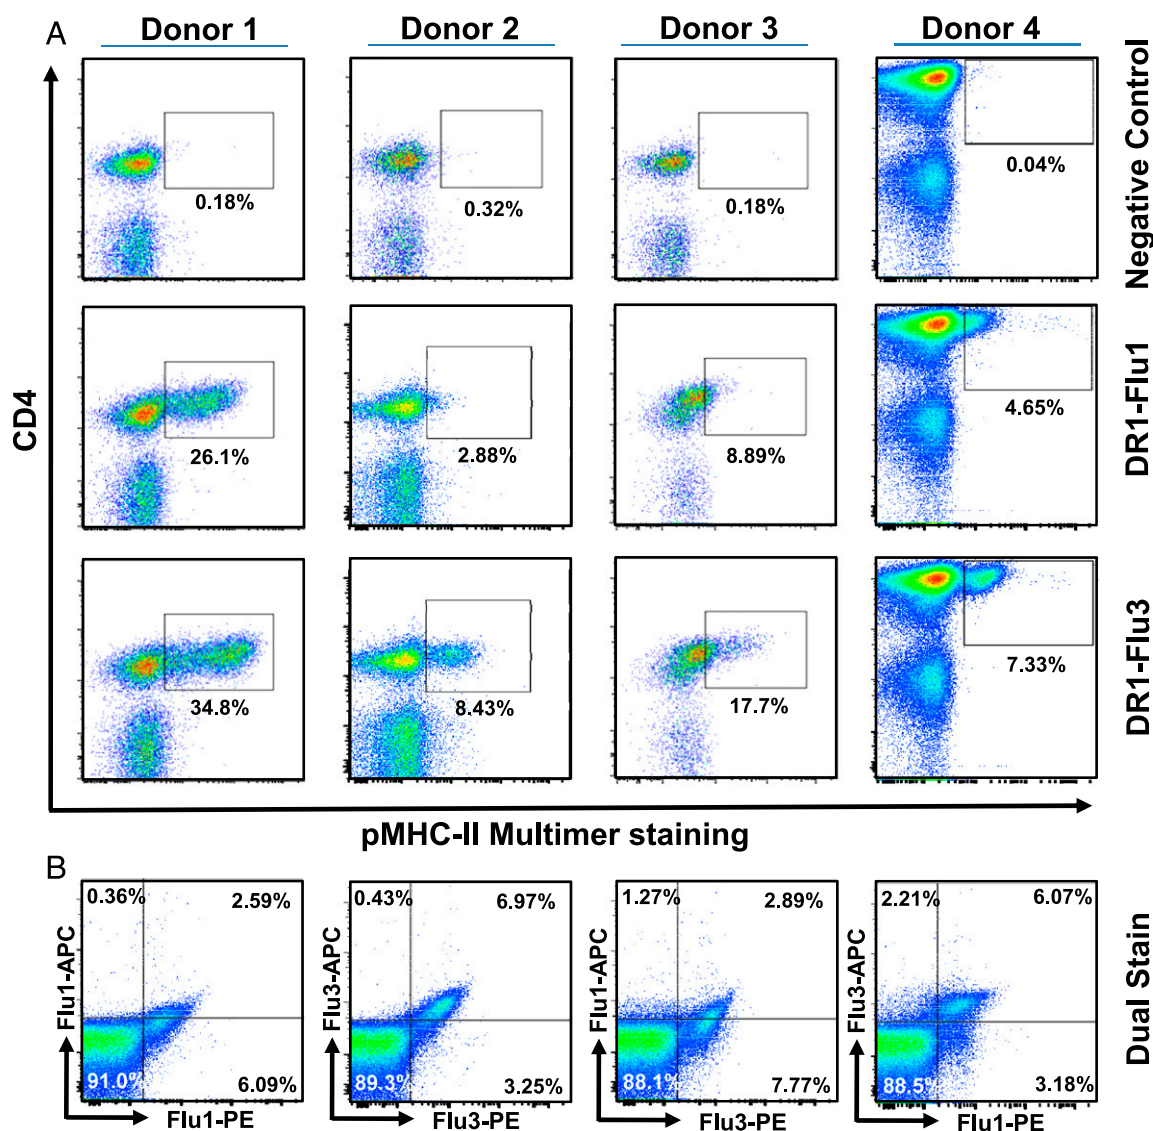 A
Donor 1
Donor 2
Donor 3
Donor 4
0.18%
0.32%
0.18%
0.04%
Negative Control
26.1%
2.88%
8.89%
4.65%
DR1-Flu1
34.8%
8.43%
17.7%
7.33%
DR1-Flu3
CD4
pMHC-II Multimer staining
B
0.36%
2.59%
91.0%
6.09%
Flu1-APC
Flu1-PE
0.43%
6.97%
89.3%
3.25%
Flu3-APC
Flu3-PE
1.27%
2.89%
88.1%
7.77%
Flu1-APC
Flu3-PE
2.21%
6.07%
88.5%
3.18%
Flu3-APC
Flu1-PE
Dual Stain